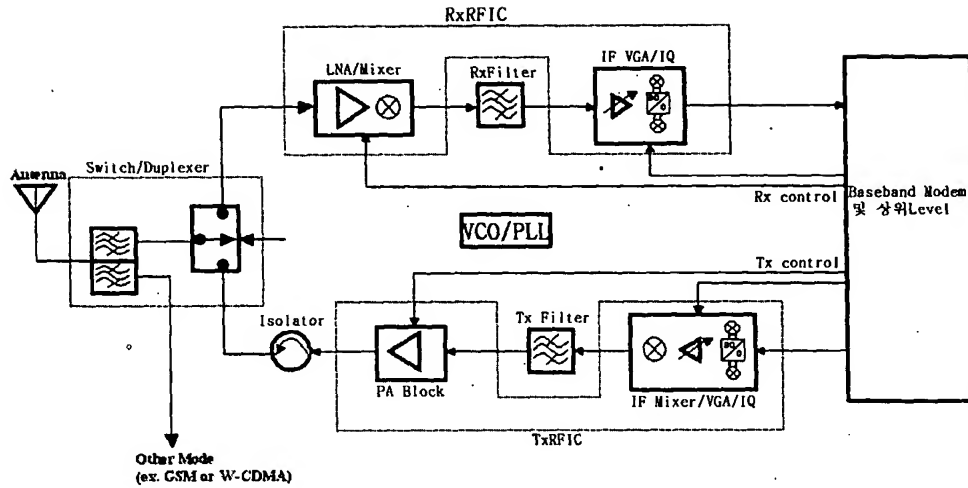 RxRFIC
LNA/Mixer
RxFilter
IF VGA/IQ
Switch/Duplexer
Antenna
Rx control
Baseband Modem
및 상위Level
VCO/PLL
Tx control
Isolator
Tx Filter
PA Block
IF Mixer/VGA/IQ
TxRFIC
Other Mode
(ex. GSM or W-CDMA)